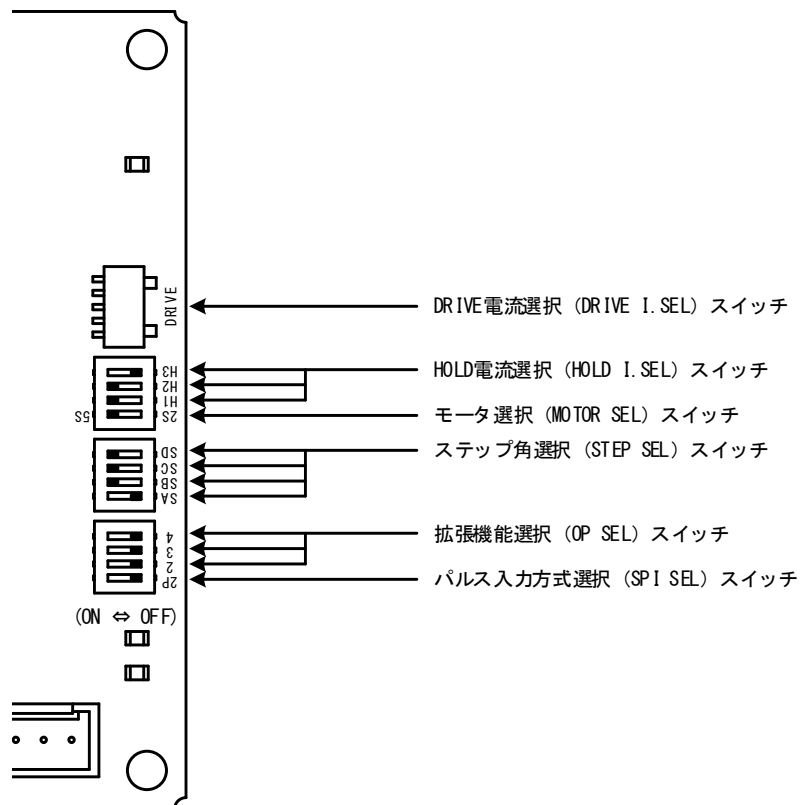 DRIVE
DRIVE電流選択（DRIVE I.SEL）スイッチ
H3
H2
H1
5S 2S
HOLD電流選択（HOLD I.SEL）スイッチ
モータ選択（MOTOR SEL）スイッチ
SD
SC
SB
SA
ステップ角選択（STEP SEL）スイッチ
4
3
2
2P
拡張機能選択（OP SEL）スイッチ
パルス入力方式選択（SPI SEL）スイッチ
(ON ⇔ OFF)